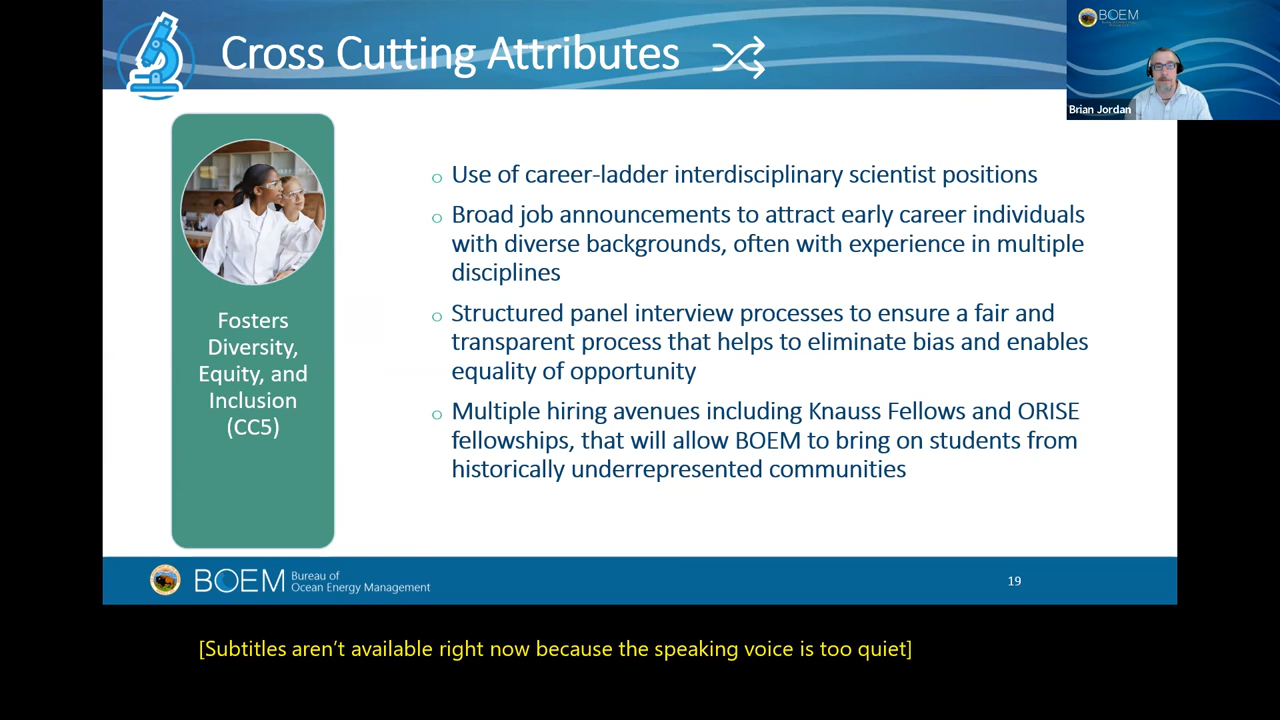 Cross Cutting Attributes
BOEM
Brian Jordan
Fosters
Diversity,
Equity, and
Inclusion
(CC5)
o Use of career-ladder interdisciplinary scientist positions
o Broad job announcements to attract early career individuals
with diverse backgrounds, often with experience in multiple
disciplines
o Structured panel interview processes to ensure a fair and
transparent process that helps to eliminate bias and enables
equality of opportunity
o Multiple hiring avenues including Knauss Fellows and ORISE
fellowships, that will allow BOEM to bring on students from
historically underrepresented communities
BOEM
Bureau of
Ocean Energy Management
19
[Subtitles aren't available right now because the speaking voice is too quiet]